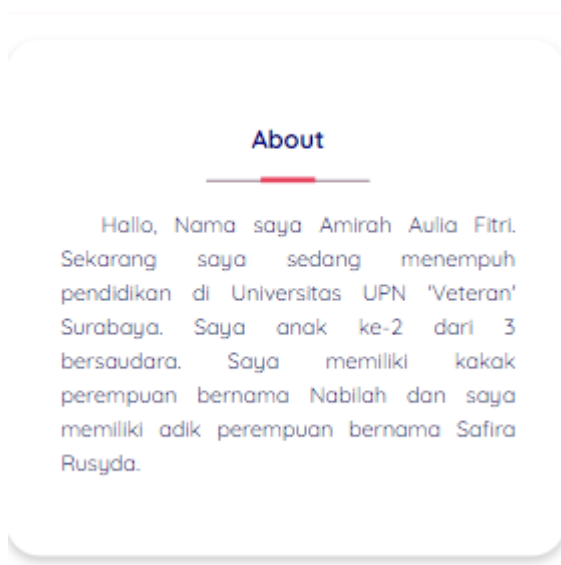 About
Hallo, Nama saya Amirah Aulia Fitri.
Sekarang saya sedang menempuh
pendidikan di Universitas UPN 'Veteran'
Surabaya. Saya anak ke-2 dari 3
bersaudara. Saya memiliki kakak
perempuan bernama Nabilah dan saya
memiliki adik perempuan bernama Safira
Rusyda.